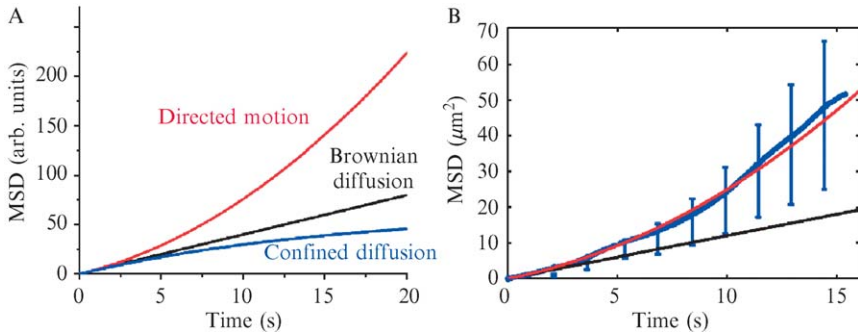 A
MSD (arb. units)
200
150
100
50
0
Directed motion
Brownian
diffusion
Confined diffusion
0
5
10
15
20
Time (s)
B
MSD (μm²)
70
60
50
40
30
20
10
0
0
5
10
15
Time (s)